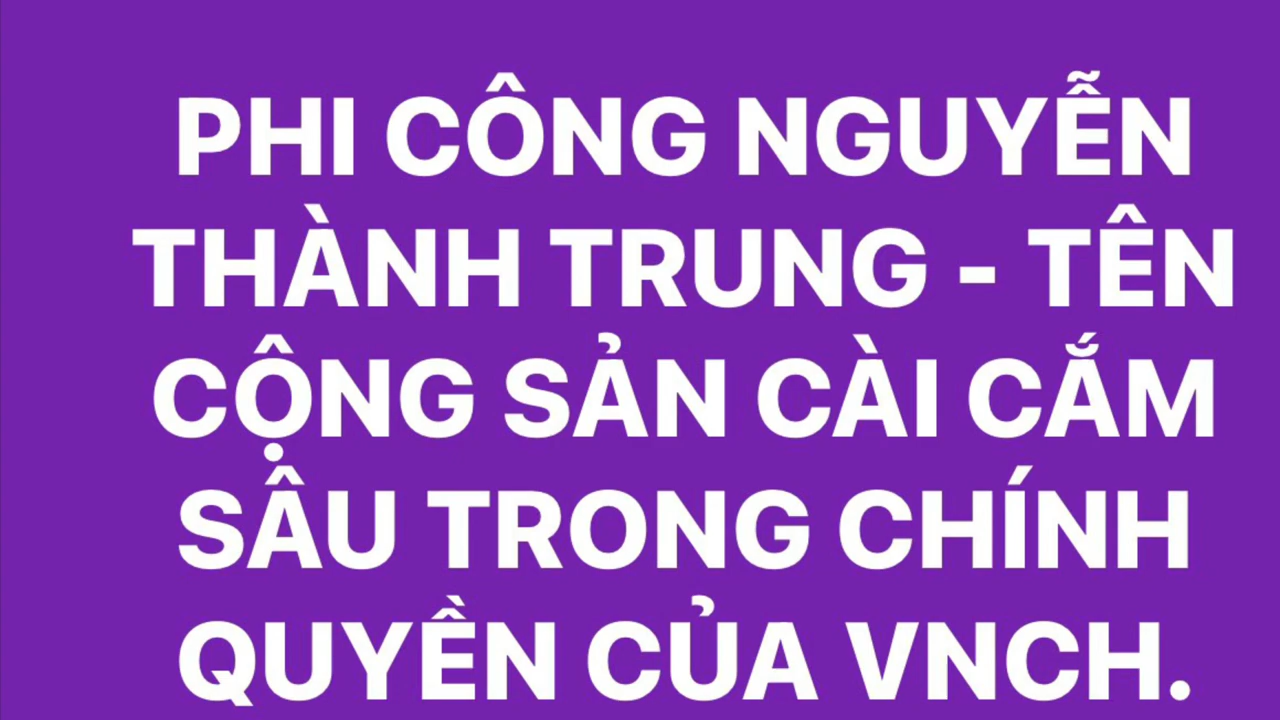 PHI CÔNG NGUYỄN
THÀNH TRUNG - TÊN
CỘNG SẢN CÀI CẮM
SÂU TRONG CHÍNH
QUYỀN CỦA VNCH.